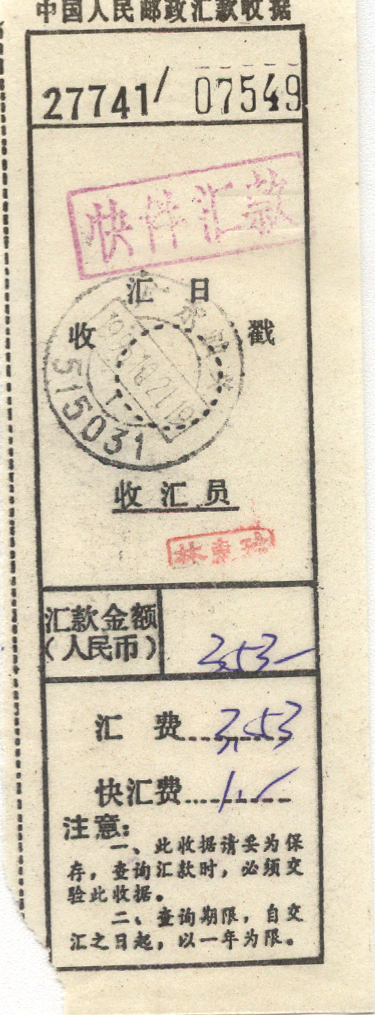 中国人民邮政汇款收据
27741/ 07549
快件汇款
汇 日
收 戳
515031
收汇员
汇款金额
(人民币)
353—
汇 费 3.53
快汇费
注意:
一、此收据请妥为保
存,查询汇款时,必须交
验此收据。
二、查询期限,自交
汇之日起,以一年为限。